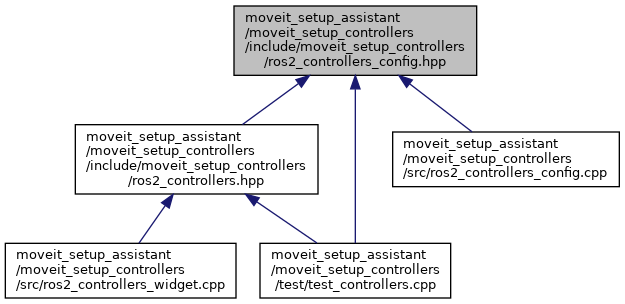 moveit_setup_assistant
/moveit_setup_controllers
/include/moveit_setup_controllers
/ros2_controllers_config.hpp
moveit_setup_assistant
/moveit_setup_controllers
/include/moveit_setup_controllers
/ros2_controllers.hpp
moveit_setup_assistant
/moveit_setup_controllers
/src/ros2_controllers_config.cpp
moveit_setup_assistant
/moveit_setup_controllers
/src/ros2_controllers_widget.cpp
moveit_setup_assistant
/moveit_setup_controllers
/test/test_controllers.cpp